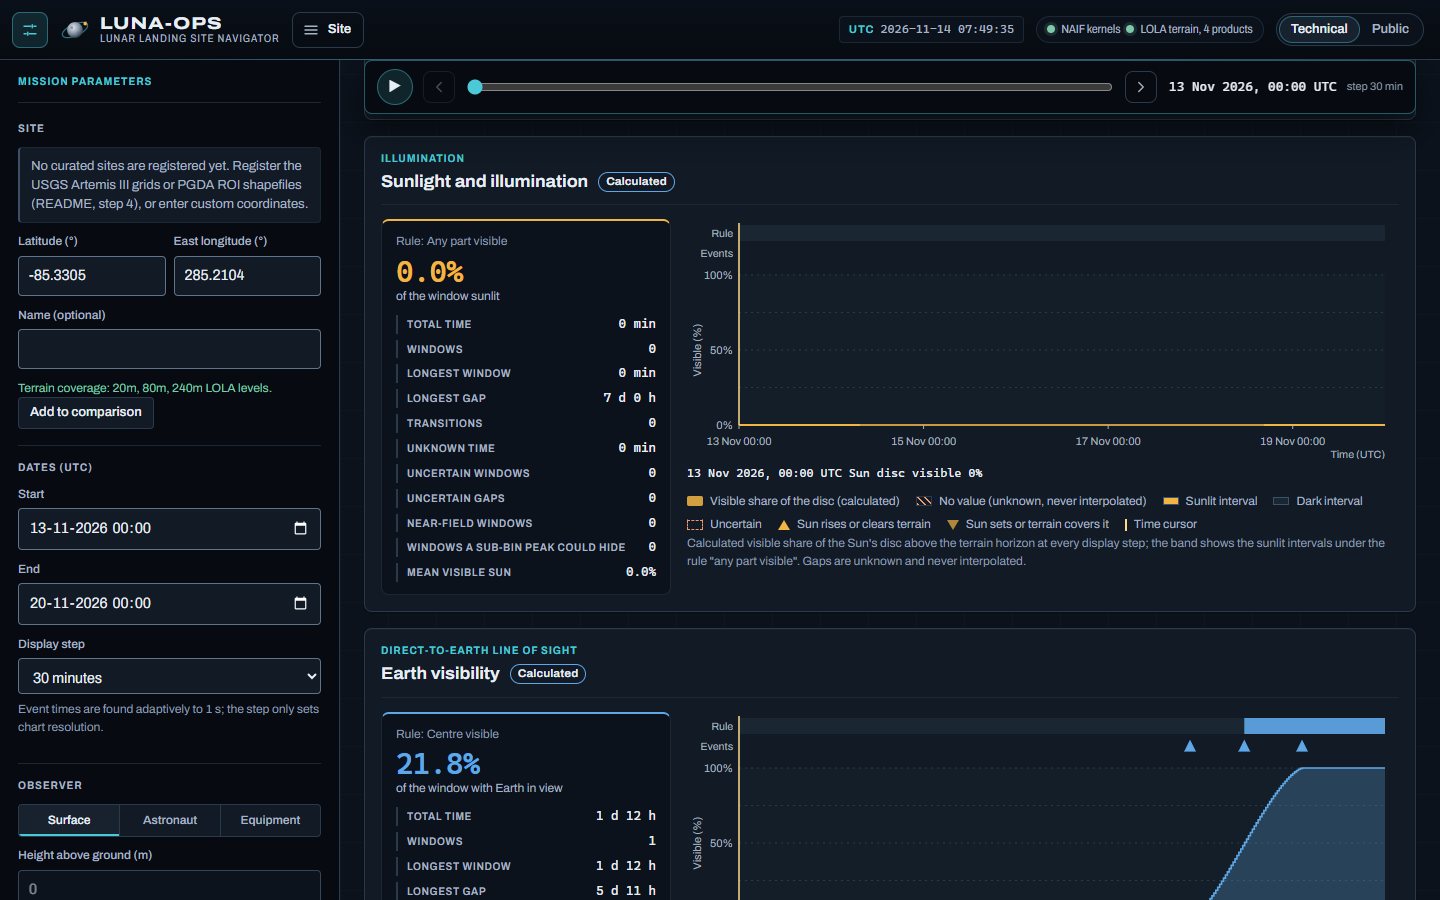 LUNA-OPS
LUNAR LANDING SITE NAVIGATOR
Site
UTC 2026-11-14 07:49:35
NAIF kernels
LOLA terrain, 4 products
Technical
Public
MISSION PARAMETERS
SITE
No curated sites are registered yet. Register the
USGS Artemis III grids or PGDA ROI shapefiles
(README, step 4), or enter custom coordinates.
Latitude (°)
East longitude (°)
-85.3305
285.2104
Name (optional)
Terrain coverage: 20m, 80m, 240m LOLA levels.
Add to comparison
DATES (UTC)
Start
13-11-2026 00:00
End
20-11-2026 00:00
Display step
30 minutes
Event times are found adaptively to 1 s; the step only sets
chart resolution.
OBSERVER
Surface
Astronaut
Equipment
Height above ground (m)
0
13 Nov 2026, 00:00 UTC
step 30 min
ILLUMINATION
Sunlight and illumination
Calculated
Rule: Any part visible
0.0%
of the window sunlit
TOTAL TIME 0 min
WINDOWS 0
LONGEST WINDOW 0 min
LONGEST GAP 7 d 0 h
TRANSITIONS 0
UNKNOWN TIME 0 min
UNCERTAIN WINDOWS 0
UNCERTAIN GAPS 0
NEAR-FIELD WINDOWS 0
WINDOWS A SUB-BIN PEAK COULD HIDE 0
MEAN VISIBLE SUN 0.0%
Rule
Events
100%
50%
0%
Visible (%)
13 Nov 00:00
15 Nov 00:00
17 Nov 00:00
19 Nov 00:00
Time (UTC)
13 Nov 2026, 00:00 UTC Sun disc visible 0%
Visible share of the disc (calculated)
No value (unknown, never interpolated)
Sunlit interval
Dark interval
Uncertain
Sun rises or clears terrain
Sun sets or terrain covers it
Time cursor
Calculated visible share of the Sun's disc above the terrain horizon at every display step; the band shows the sunlit intervals under the
rule "any part visible". Gaps are unknown and never interpolated.
DIRECT-TO-EARTH LINE OF SIGHT
Earth visibility
Calculated
Rule: Centre visible
21.8%
of the window with Earth in view
TOTAL TIME 1 d 12 h
WINDOWS 1
LONGEST WINDOW 1 d 12 h
LONGEST GAP 5 d 11 h
Rule
Events
100%
50%
Visible (%)